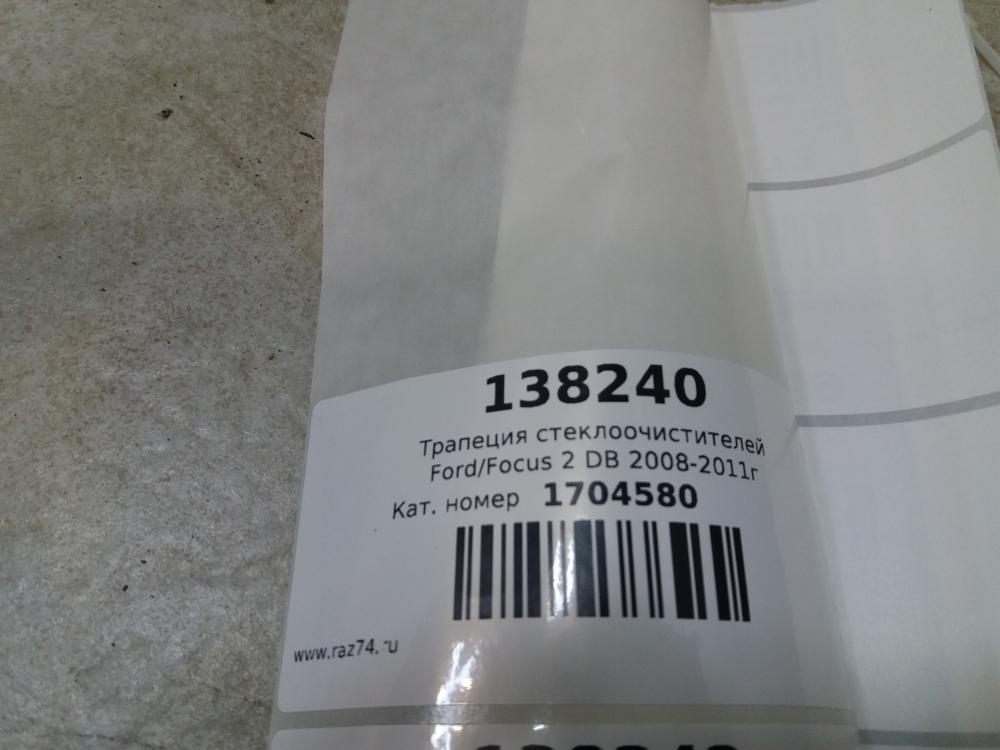 138240
Трапеция стеклоочистителей
Ford/Focus 2 DB 2008-2011г
Кат. номер 1704580
www.raz74.ru